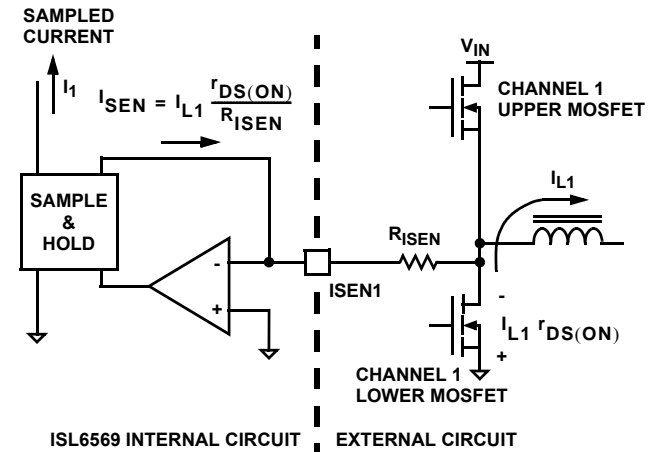 SAMPLED
CURRENT
I1
ISEN = IL1 rDS(ON)
RISEN
SAMPLE
&
HOLD
-
+
ISEN1
RISEN
VIN
CHANNEL 1
UPPER MOSFET
IL1
-
IL1 rDS(ON)
+
CHANNEL 1
LOWER MOSFET
ISL6569 INTERNAL CIRCUIT
EXTERNAL CIRCUIT